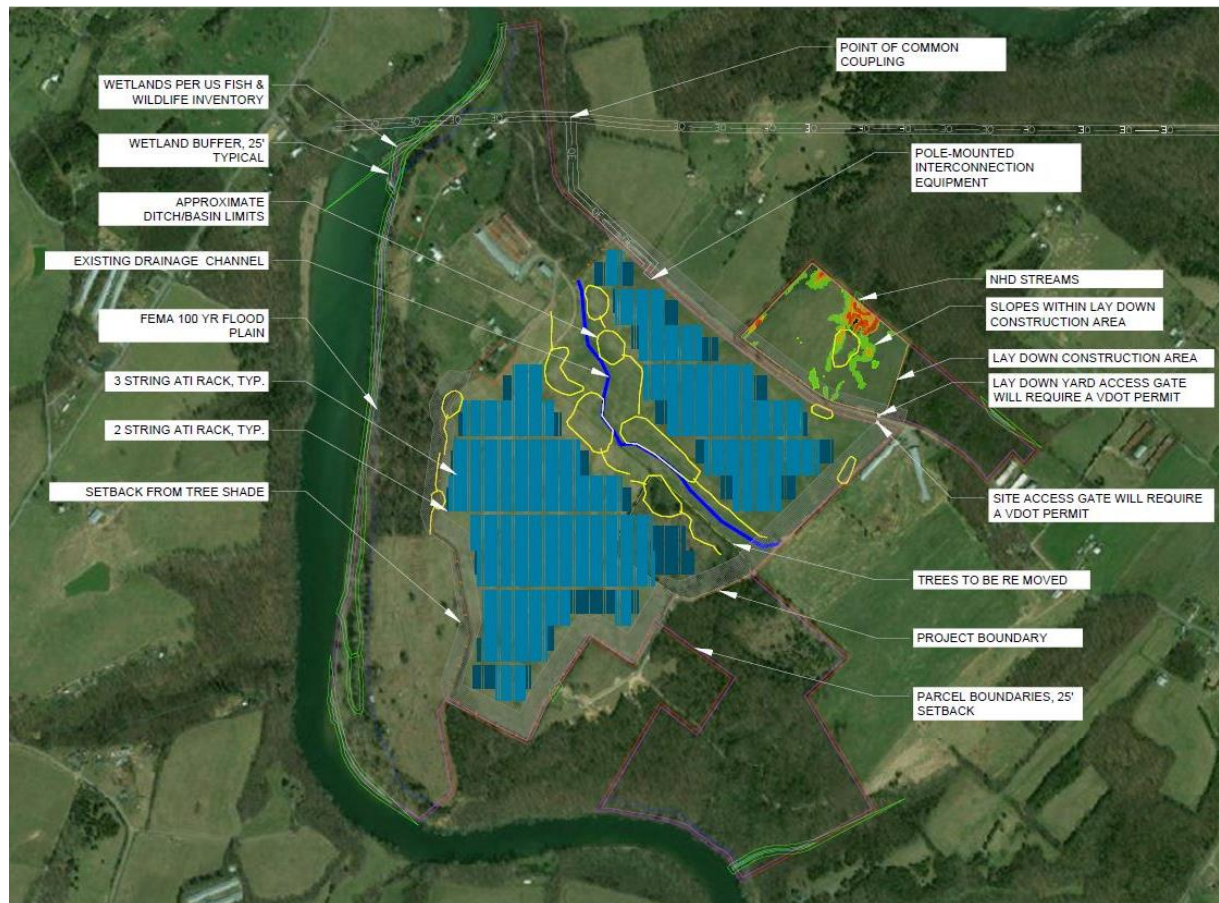 WETLANDS PER US FISH &
WILDLIFE INVENTORY
WETLAND BUFFER, 25'
TYPICAL
APPROXIMATE
DITCH/BASIN LIMITS
EXISTING DRAINAGE CHANNEL
FEMA 100 YR FLOOD
PLAIN
3 STRING ATI RACK, TYP.
2 STRING ATI RACK, TYP.
SETBACK FROM TREE SHADE
POINT OF COMMON
COUPLING
POLE-MOUNTED
INTERCONNECTION
EQUIPMENT
NHD STREAMS
SLOPES WITHIN LAY DOWN
CONSTRUCTION AREA
LAY DOWN CONSTRUCTION AREA
LAY DOWN YARD ACCESS GATE
WILL REQUIRE A VDOT PERMIT
SITE ACCESS GATE WILL REQUIRE
A VDOT PERMIT
TREES TO BE RE MOVED
PROJECT BOUNDARY
PARCEL BOUNDARIES, 25'
SETBACK